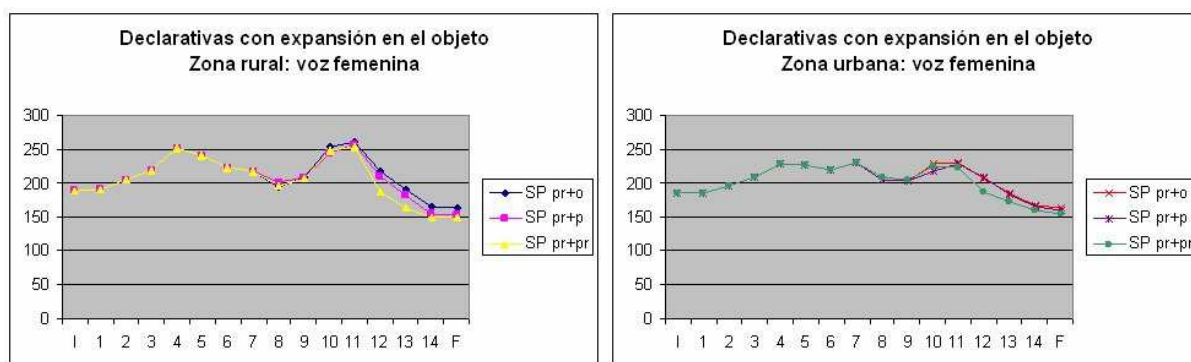 Declarativas con expansión en el objeto
Zona rural: voz femenina
300
250
200
150
100
50
0
I 1 2 3 4 5 6 7 8 9 10 11 12 13 14 F
SP pr+o
SP pr+p
SP pr+pr
Declarativas con expansión en el objeto
Zona urbana: voz femenina
300
250
200
150
100
50
0
I 1 2 3 4 5 6 7 8 9 10 11 12 13 14 F
SP pr+o
SP pr+p
SP pr+pr